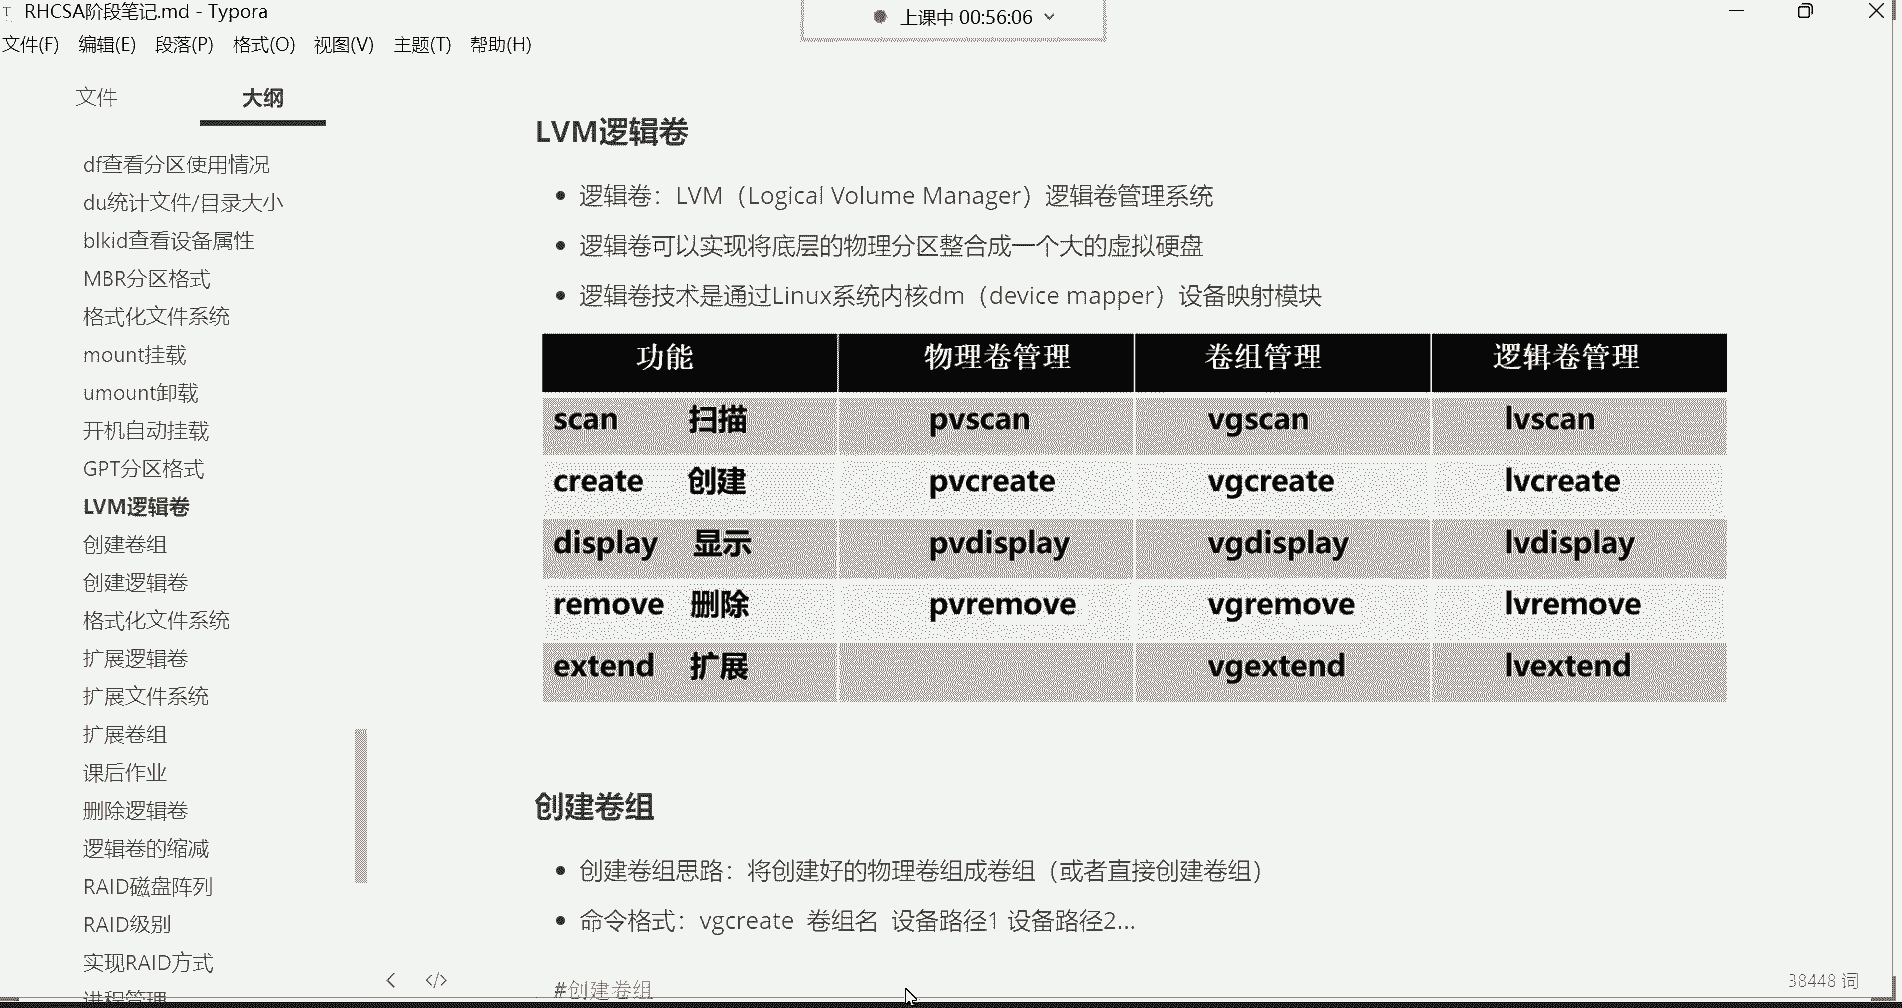 RHCSA阶段笔记.md - Typora
上课中 00:56:06
文件(F) 编辑(E) 段落(P) 格式(O) 视图(V) 主题(T) 帮助(H)
文件 大纲
df查看分区使用情况
du统计文件/目录大小
blkid查看设备属性
MBR分区格式
格式化文件系统
mount挂载
umount卸载
开机自动挂载
GPT分区格式
LVM逻辑卷
创建卷组
创建逻辑卷
格式化文件系统
扩展逻辑卷
扩展文件系统
扩展卷组
课后作业
删除逻辑卷
逻辑卷的缩减
RAID磁盘阵列
RAID级别
实现RAID方式
进程管理
LVM逻辑卷
逻辑卷：LVM（Logical Volume Manager）逻辑卷管理系统
逻辑卷可以实现将底层的物理分区整合成一个大的虚拟硬盘
逻辑卷技术是通过Linux系统内核dm（device mapper）设备映射模块
功能 物理卷管理 卷组管理 逻辑卷管理
scan 扫描 pvscan vgscan lvscan
create 创建 pvcreate vgcreate lvcreate
display 显示 pvdisplay vgdisplay lvdisplay
remove 删除 pvremove vgremove lvremove
extend 扩展 vgextend lvextend
创建卷组
创建卷组思路：将创建好的物理卷组成卷组（或者直接创建卷组）
命令格式：vgcreate 卷组名 设备路径1 设备路径2...
#创建卷组
38448 词